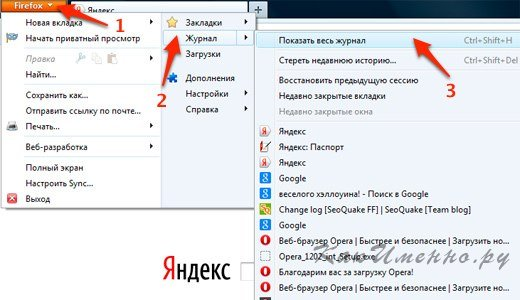 Firefox
Яндекс
1
Новая вкладка
Начать приватный просмотр
Правка
Найти...
Сохранить как...
Отправить ссылку по почте...
Печать...
Веб-разработка
Полный экран
Настроить Sync...
Выход
Закладки
Журнал
Загрузки
2
Дополнения
Настройки
Справка
Показать весь журнал Ctrl+Shift+H
Стереть недавнюю историю... Ctrl+Shift+Del
Восстановить предыдущую сессию
3
Недавно закрытые вкладки
Недавно закрытые окна
Яндекс
Яндекс: Паспорт
Яндекс
Google
веселого хэллоуина! - Поиск в Google
Change log [SeoQuake FF] | SeoQuake [Team blog]
Google
Веб-браузер Opera | Быстрее и безопаснее | Загрузить но...
Opera_1202_int_Setup.exe
Благодарим вас за загрузку Opera!
Веб-браузер Opera | Быстрее и безопаснее | Загрузить но...
Яндекс
КакИменно.ру